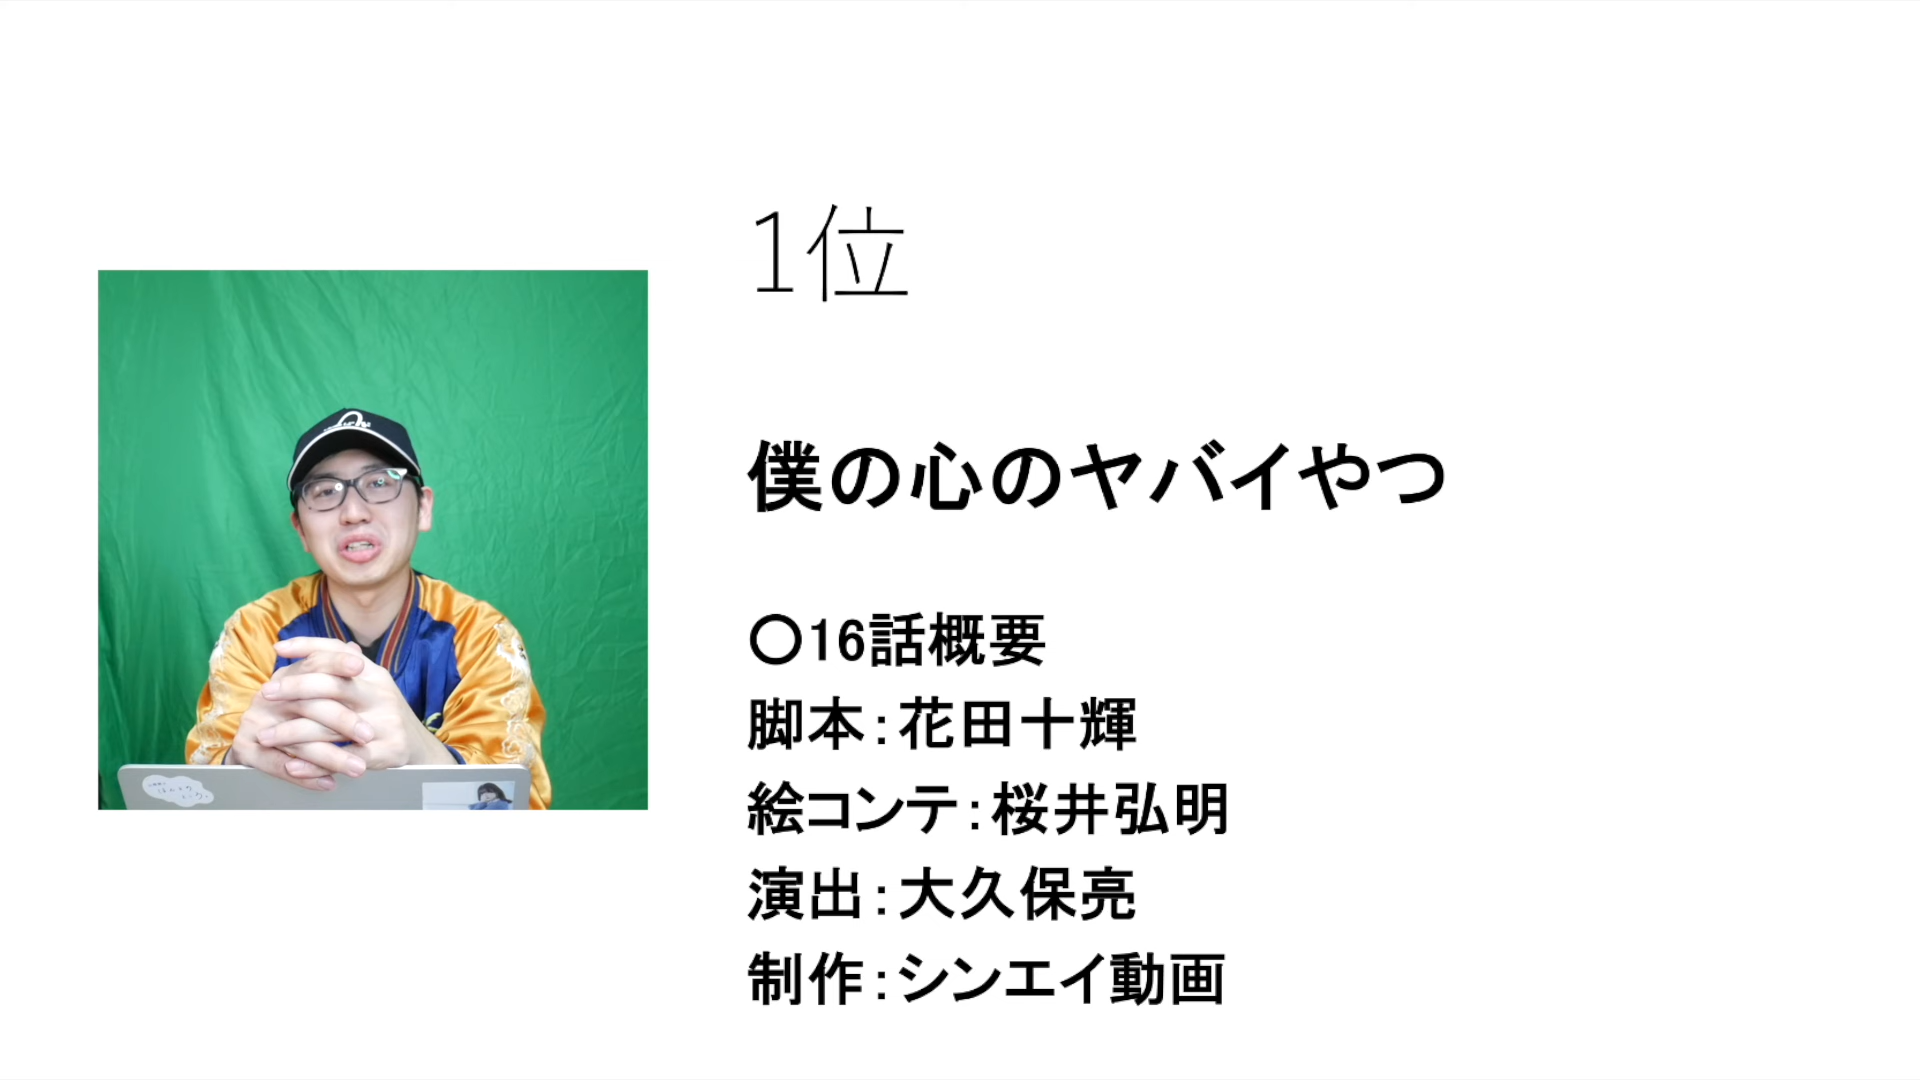 1位
僕の心のヤバイやつ
〇16話概要
脚本：花田十輝
絵コンテ：桜井弘明
演出：大久保亮
制作：シンエイ動画